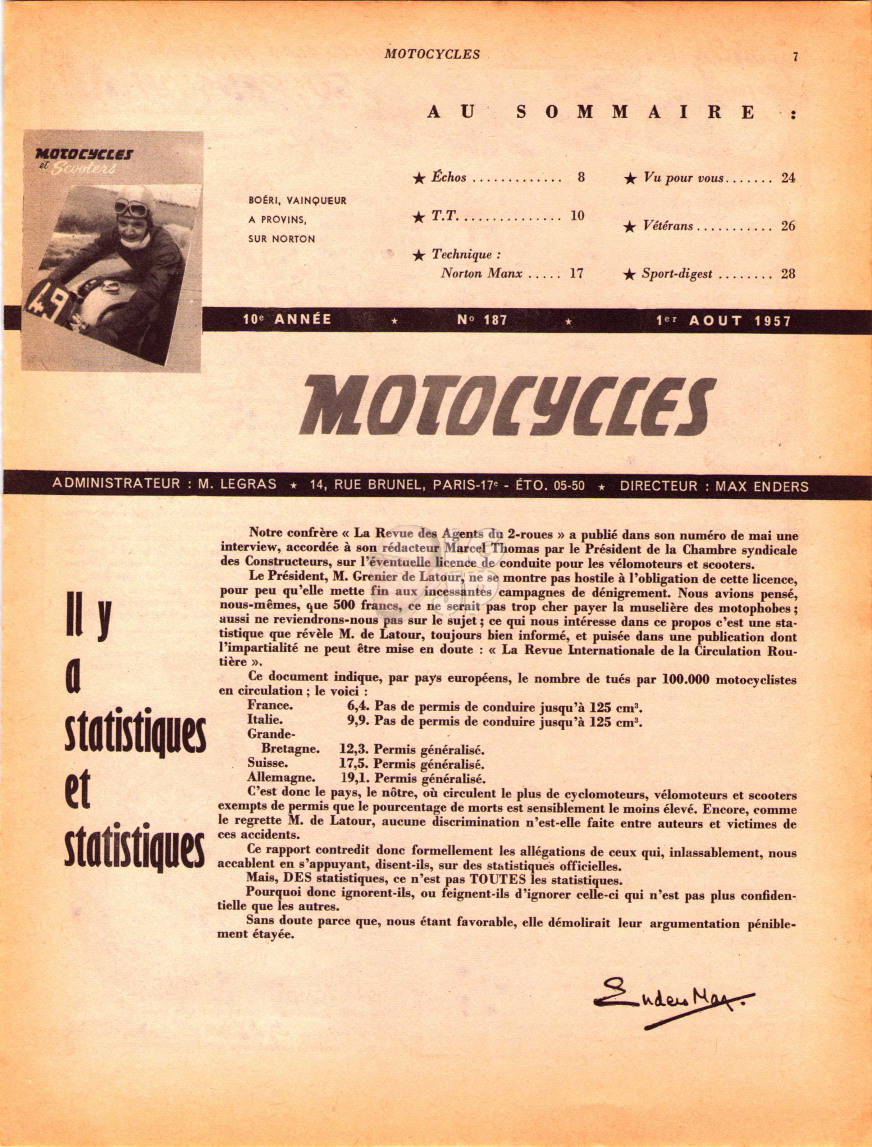 MOTOCYCLES 7
AU SOMMAIRE :
MOTOCYCLES
et Scooters
49
BOÉRI, VAINQUEUR
A PROVINS,
SUR NORTON
★ Échos ............. 8
★ T.T. ............... 10
★ Technique :
Norton Manx ..... 17
★ Vu pour vous ....... 24
★ Vétérans ........... 26
★ Sport-digest ........ 28
10e ANNÉE ★ No 187 ★ 1er AOUT 1957
MOTOCYCLES
ADMINISTRATEUR : M. LEGRAS ★ 14, RUE BRUNEL, PARIS-17e - ÉTO. 05-50 ★ DIRECTEUR : MAX ENDERS
Il y
a
statistiques
et
statistiques
Notre confrère « La Revue des Agents du 2-roues » a publié dans son numéro de mai une
interview, accordée à son rédacteur Marcel Thomas par le Président de la Chambre syndicale
des Constructeurs, sur l'éventuelle licence de conduite pour les vélomoteurs et scooters.
Le Président, M. Grenier de Latour, ne se montre pas hostile à l'obligation de cette licence,
pour peu qu'elle mette fin aux incessantes campagnes de dénigrement. Nous avions pensé,
nous-mêmes, que 500 francs, ce ne serait pas trop cher payer la muselière des motophobes ;
aussi ne reviendrons-nous pas sur le sujet ; ce qui nous intéresse dans ce propos c'est une sta-
tistique que révèle M. de Latour, toujours bien informé, et puisée dans une publication dont
l'impartialité ne peut être mise en doute : « La Revue Internationale de la Circulation Rou-
tière ».
Ce document indique, par pays européens, le nombre de tués par 100.000 motocyclistes
en circulation ; le voici :
France. 6,4. Pas de permis de conduire jusqu'à 125 cm³.
Italie. 9,9. Pas de permis de conduire jusqu'à 125 cm³.
Grande-
Bretagne. 12,3. Permis généralisé.
Suisse. 17,5. Permis généralisé.
Allemagne. 19,1. Permis généralisé.
C'est donc le pays, le nôtre, où circulent le plus de cyclomoteurs, vélomoteurs et scooters
exempts de permis que le pourcentage de morts est sensiblement le moins élevé. Encore, comme
le regrette M. de Latour, aucune discrimination n'est-elle faite entre auteurs et victimes de
ces accidents.
Ce rapport contredit donc formellement les allégations de ceux qui, inlassablement, nous
accablent en s'appuyant, disent-ils, sur des statistiques officielles.
Mais, DES statistiques, ce n'est pas TOUTES les statistiques.
Pourquoi donc ignorent-ils, ou feignent-ils d'ignorer celle-ci qui n'est pas plus confiden-
tielle que les autres.
Sans doute parce que, nous étant favorable, elle démolirait leur argumentation pénible-
ment étayée.
Enders Max.